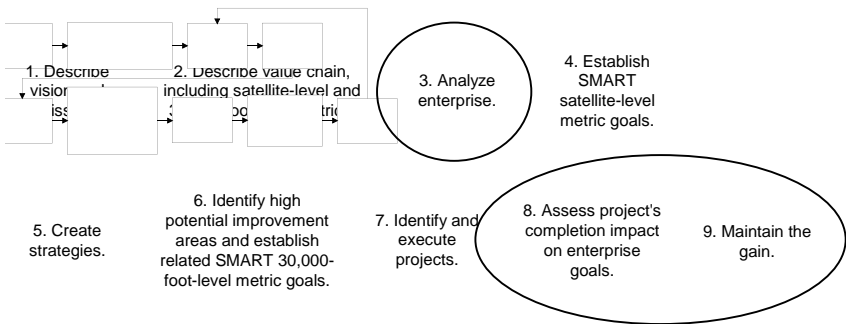 1. Describe
2. Describe value chain,
including satellite-level and
3. Analyze
enterprise.
4. Establish
SMART
satellite-level
metric goals.
5. Create
strategies.
6. Identify high
potential improvement
areas and establish
related SMART 30,000-
foot-level metric goals.
7. Identify and
execute
projects.
8. Assess project's
completion impact
on enterprise
goals.
9. Maintain the
gain.